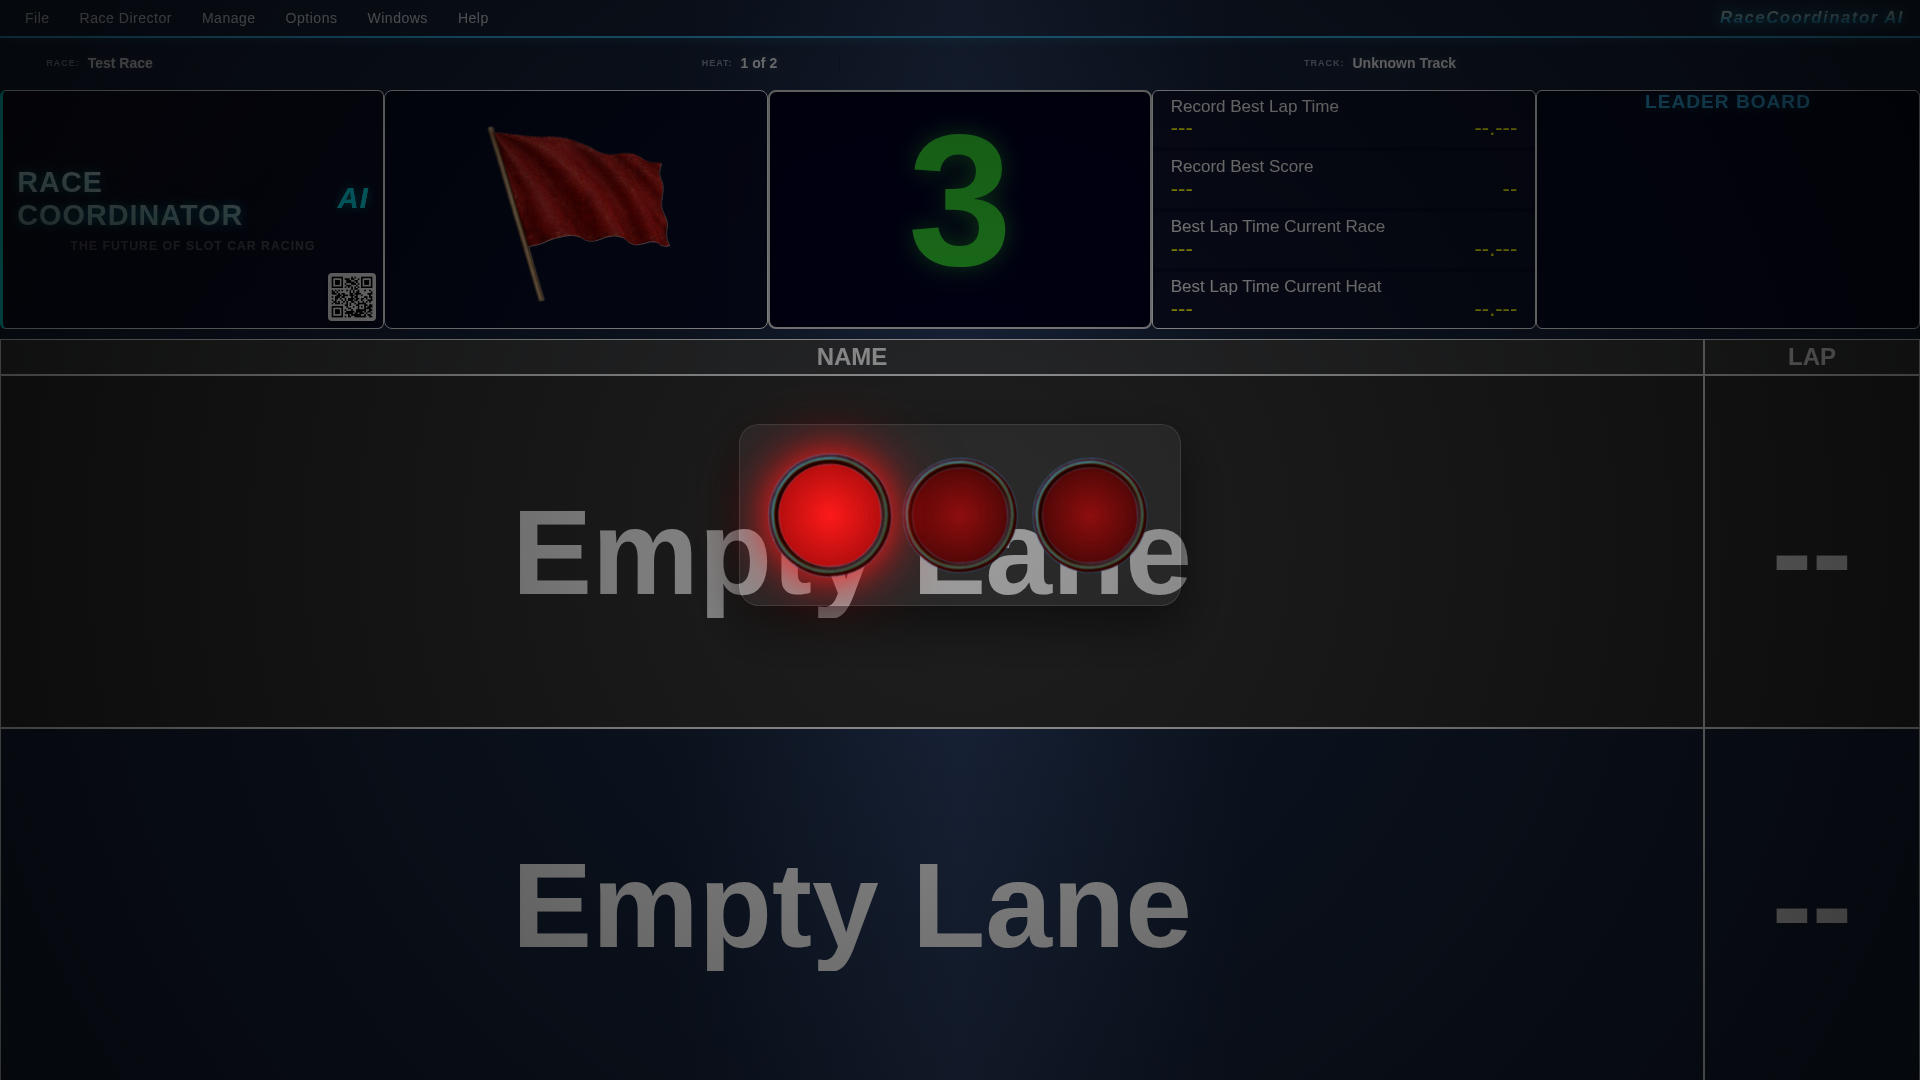 File Race Director Manage Options Windows Help RaceCoordinator AI
RACE: Test Race HEAT: 1 of 2 TRACK: Unknown Track
RACE
COORDINATOR
AI
THE FUTURE OF SLOT CAR RACING
3
Record Best Lap Time
--- --.---
Record Best Score
--- --
Best Lap Time Current Race
--- --.---
Best Lap Time Current Heat
--- --.---
LEADER BOARD
NAME LAP
Empty Lane --
Empty Lane --